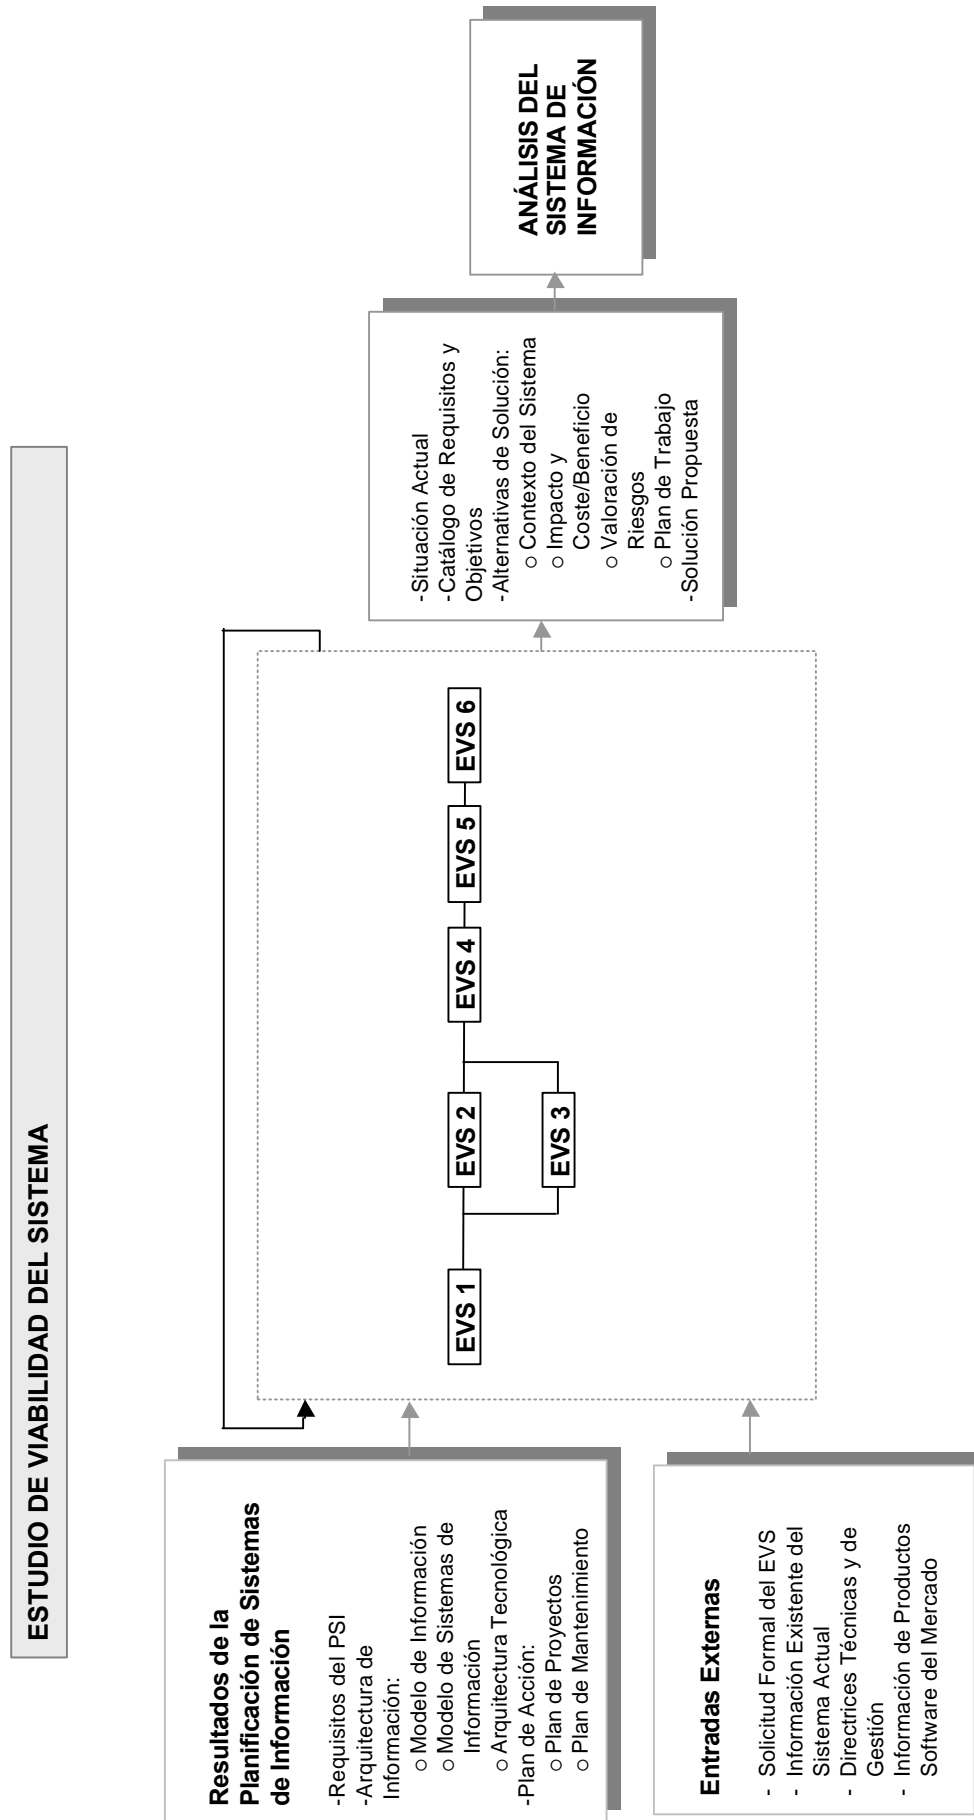 ESTUDIO DE VIABILIDAD DEL SISTEMA
Resultados de la
Planificación de Sistemas
de Información
-Requisitos del PSI
-Arquitectura de
Información:
○ Modelo de Información
○ Modelo de Sistemas de
Información
○ Arquitectura Tecnológica
-Plan de Acción:
○ Plan de Proyectos
○ Plan de Mantenimiento
Entradas Externas
- Solicitud Formal del EVS
- Información Existente del
Sistema Actual
- Directrices Técnicas y de
Gestión
- Información de Productos
Software del Mercado
EVS 1
EVS 2
EVS 3
EVS 4
EVS 5
EVS 6
-Situación Actual
-Catálogo de Requisitos y
Objetivos
-Alternativas de Solución:
○ Contexto del Sistema
○ Impacto y
Coste/Beneficio
○ Valoración de
Riesgos
○ Plan de Trabajo
-Solución Propuesta
ANÁLISIS DEL
SISTEMA DE
INFORMACIÓN